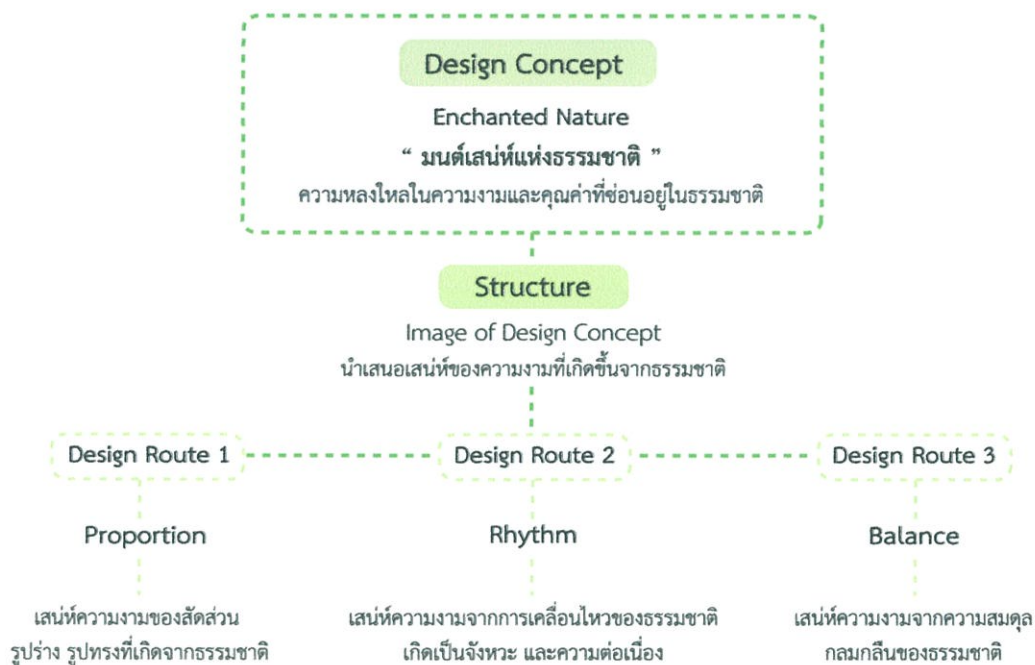 Design Concept
Enchanted Nature
“ มนต์เสน่ห์แห่งธรรมชาติ ”
ความหลงใหลในความงามและคุณค่าที่ซ่อนอยู่ในธรรมชาติ
Structure
Image of Design Concept
นำเสนอเสน่ห์ของความงามที่เกิดขึ้นจากธรรมชาติ
Design Route 1
Design Route 2
Design Route 3
Proportion
Rhythm
Balance
เสน่ห์ความงามของสัดส่วน
รูปร่าง รูปทรงที่เกิดจากธรรมชาติ
เสน่ห์ความงามจากการเคลื่อนไหวของธรรมชาติ
เกิดเป็นจังหวะ และความต่อเนื่อง
เสน่ห์ความงามจากความสมดุล
กลมกลืนของธรรมชาติ